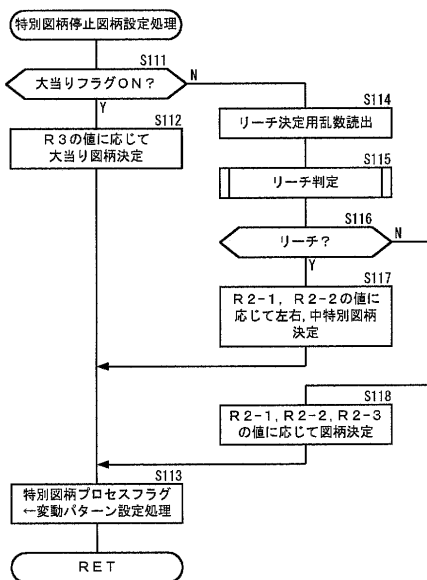 特別図柄停止図柄設定処理
S111
大当りフラグON？
N
Y
S112
R3の値に応じて
大当り図柄決定
S114
リーチ決定用乱数読出
S115
リーチ判定
S116
リーチ？
N
Y
S117
R2-1, R2-2の値に
応じて左右,中特別図柄
決定
S118
R2-1,R2-2,R2-3
の値に応じて図柄決定
S113
特別図柄プロセスフラグ
←変動パターン設定処理
RET